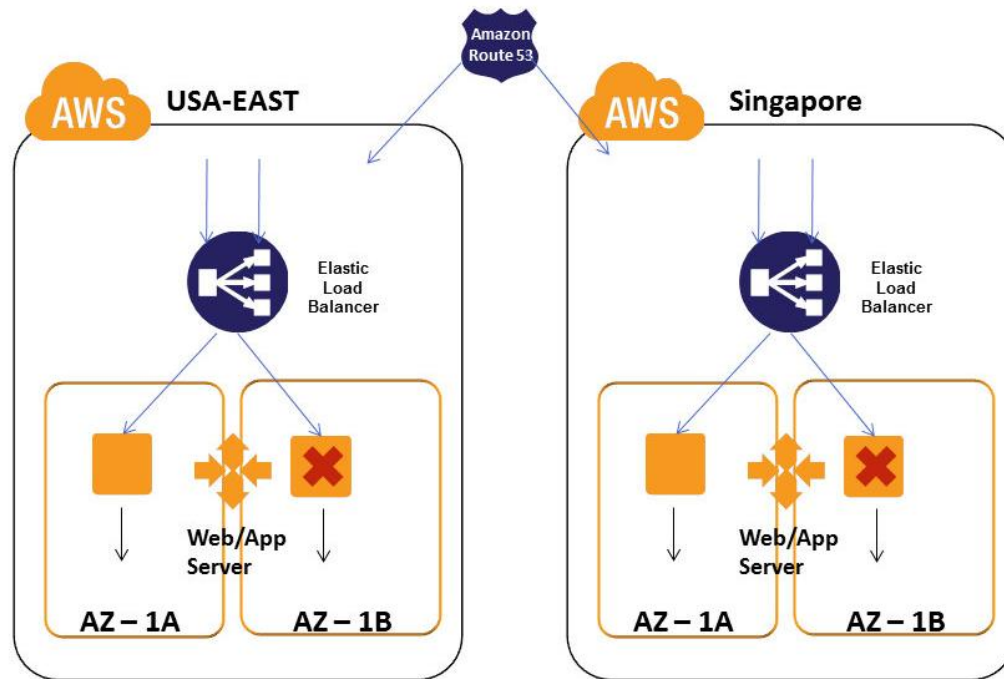 Amazon
Route 53
AWS
USA-EAST
Elastic
Load
Balancer
Web/App
Server
AZ – 1A
AZ – 1B
AWS
Singapore
Elastic
Load
Balancer
Web/App
Server
AZ – 1A
AZ – 1B